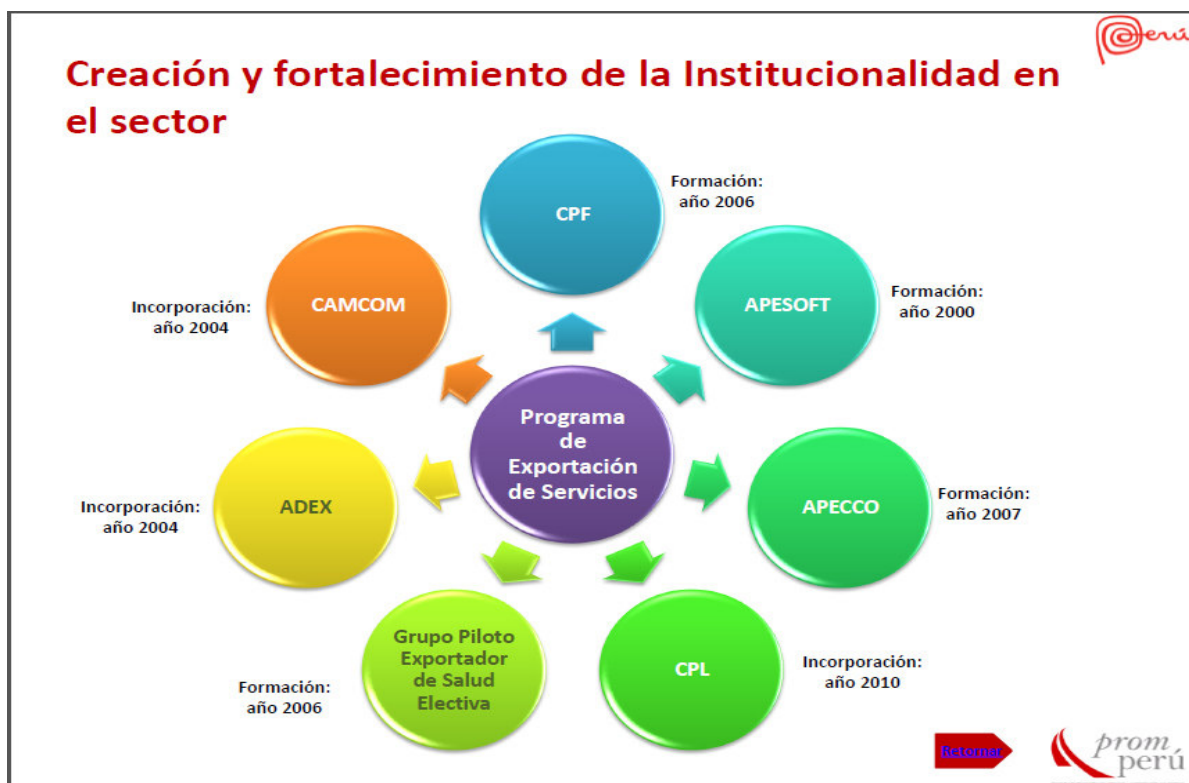 Perú
Creación y fortalecimiento de la Institucionalidad en
el sector
CPF
Formación:
año 2006
CAMCOM
Incorporación:
año 2004
APESOFT
Formación:
año 2000
Programa
de
Exportación
de Servicios
ADEX
Incorporación:
año 2004
APECCO
Formación:
año 2007
Grupo Piloto
Exportador
de Salud
Electiva
Formación:
año 2006
CPL
Incorporación:
año 2010
Retornar
prom
perú